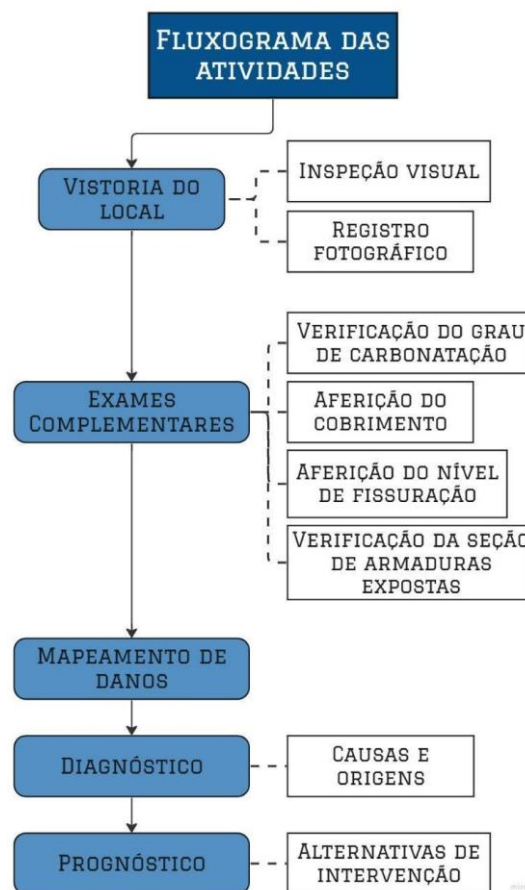 FLUXOGRAMA DAS
ATIVIDADES
VISTORIA DO
LOCAL
INSPEÇÃO VISUAL
REGISTRO
FOTOGRÁFICO
EXAMES
COMPLEMENTARES
VERIFICAÇÃO DO GRAU
DE CARBONATAÇÃO
AFERIÇÃO DO
COBRIMENTO
AFERIÇÃO DO NÍVEL
DE FISSURAÇÃO
VERIFICAÇÃO DA SEÇÃO
DE ARMADURAS
EXPOSTAS
MAPEAMENTO DE
DANOS
DIAGNÓSTICO
CAUSAS E
ORIGENS
PROGNÓSTICO
ALTERNATIVAS DE
INTERVENÇÃO